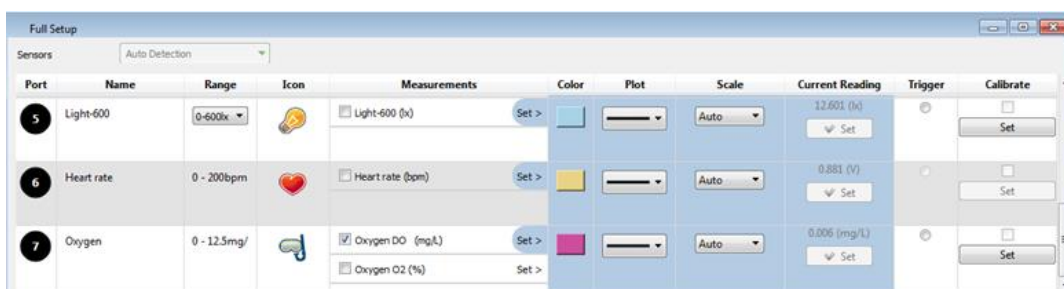 Full Setup
Sensors Auto Detection
Port Name Range Icon Measurements Color Plot Scale Current Reading Trigger Calibrate
5 Light-600 0-600lx Light-600 (lx) Set > Auto 12.601 (lx)
Set Set
6 Heart rate 0 - 200bpm Heart rate (bpm) Set > Auto 0.881 (V)
Set Set
7 Oxygen 0 - 12.5mg/ Oxygen DO (mg/L) Set > Auto 0.006 (mg/L)
Set Set
Oxygen O2 (%) Set >